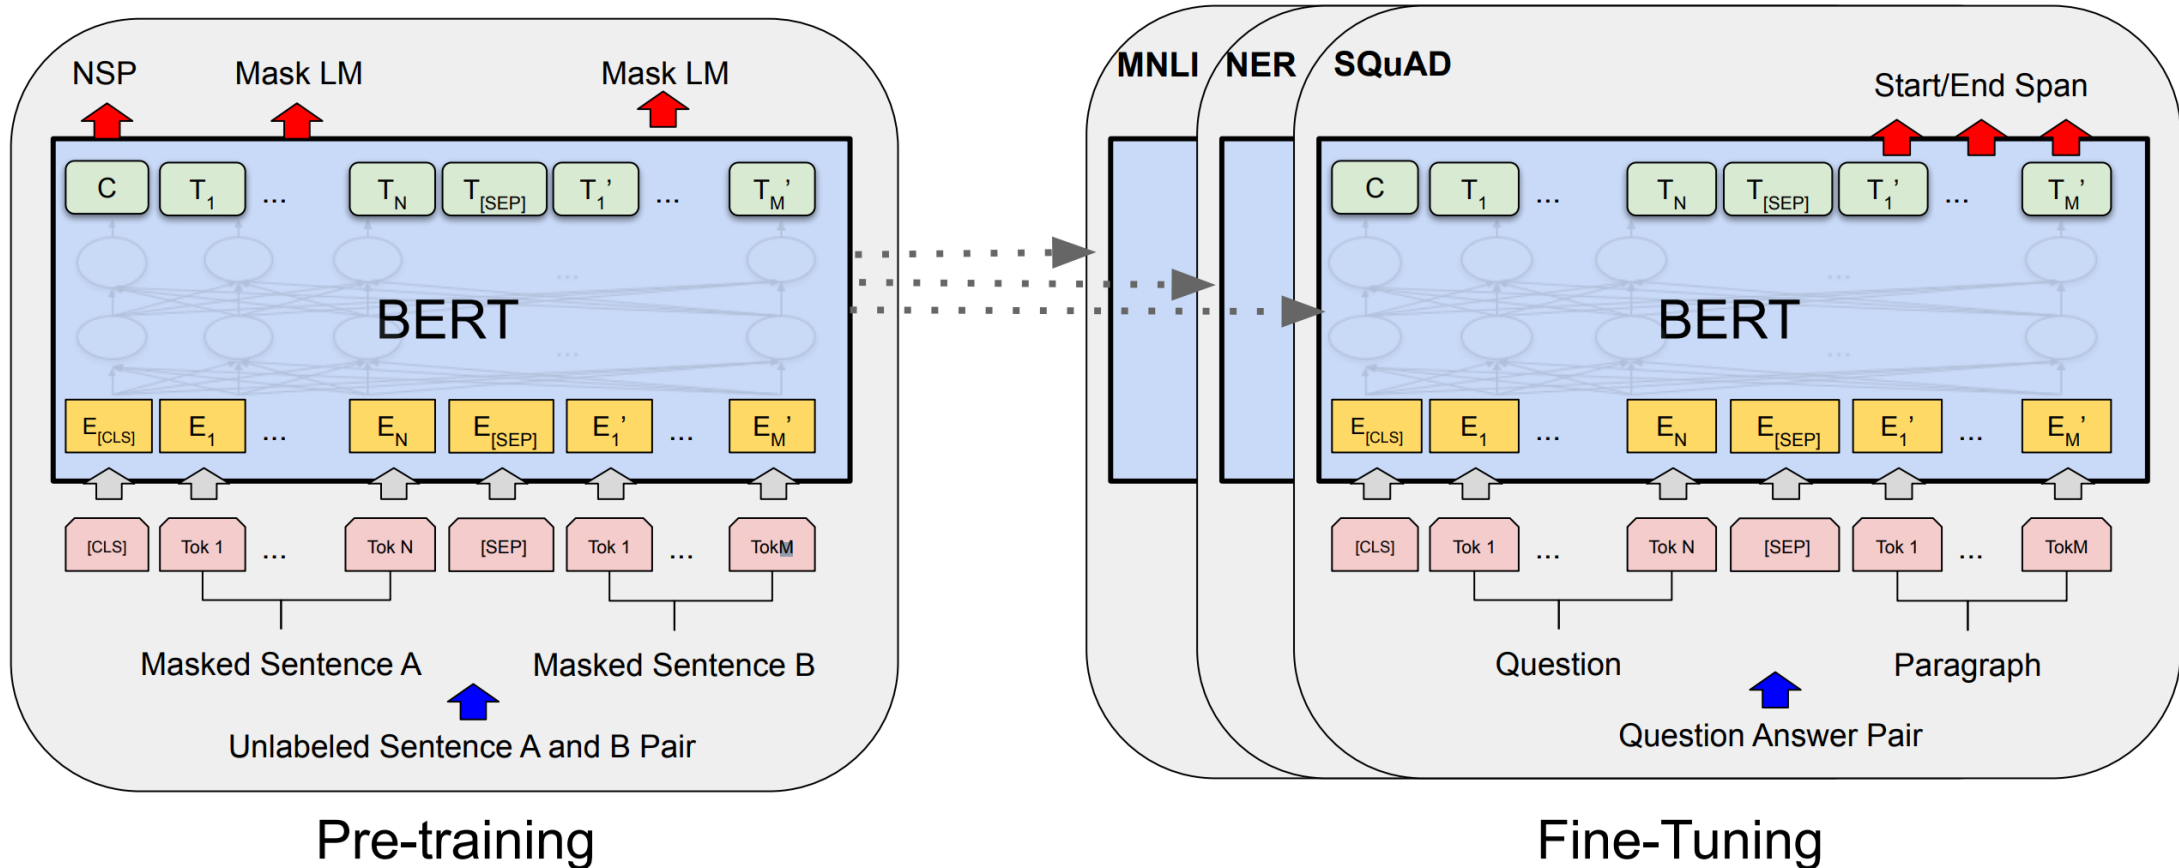 NSP Mask LM Mask LM
C T1 ... TN T[SEP] T1’ ... TM’
...
BERT
...
E[CLS] E1 ... EN E[SEP] E1’ ... EM’
[CLS] Tok 1 ... Tok N [SEP] Tok 1 ... TokM
Masked Sentence A Masked Sentence B
Unlabeled Sentence A and B Pair
Pre-training
MNLI NER SQuAD
Start/End Span
C T1 ... TN T[SEP] T1’ ... TM’
...
BERT
...
E[CLS] E1 ... EN E[SEP] E1’ ... EM’
[CLS] Tok 1 ... Tok N [SEP] Tok 1 ... TokM
Question Paragraph
Question Answer Pair
Fine-Tuning